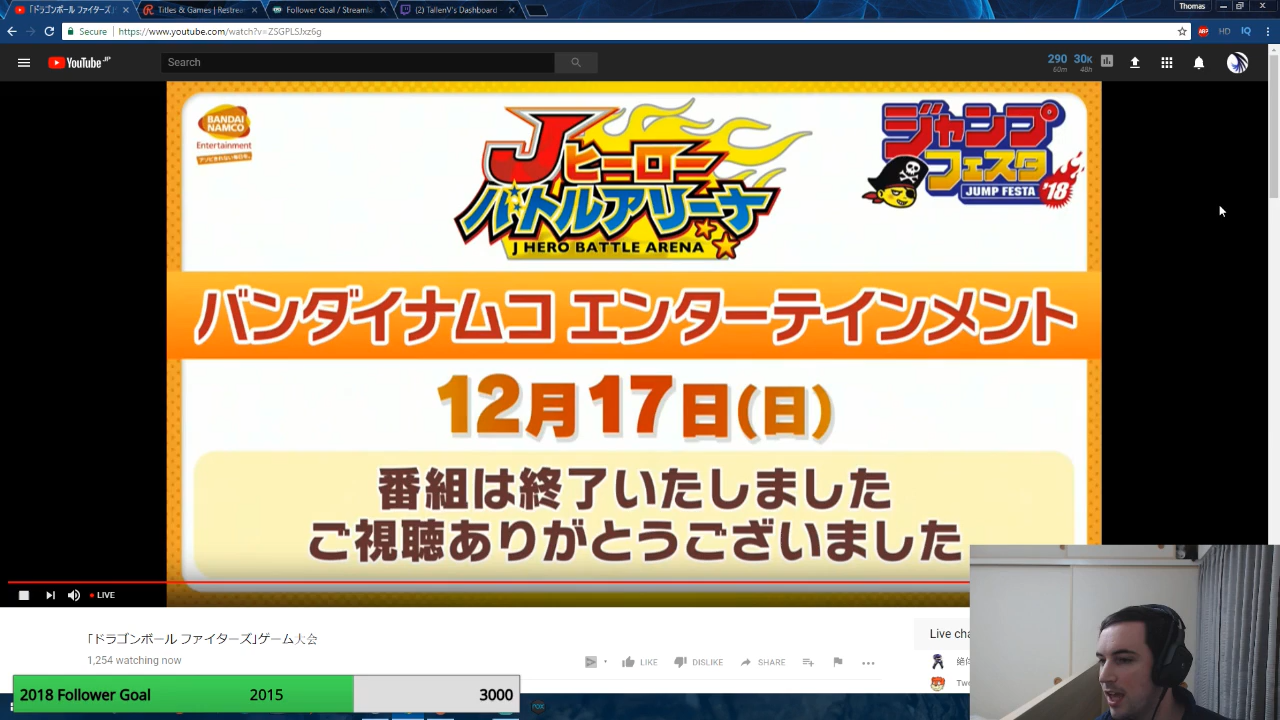 「ドラゴンボール ファイターズ」
Titles & Games | Restrea
Follower Goal / Streamla
(2) TallenV's Dashboard -
Thomas
Secure
https://www.youtube.com/watch?v=ZSGPLSJxz6g
ABP
HD
IQ
YouTube JP
Search
290
60m
30K
48h
BANDAI
NAMCO
Entertainment
Jヒーロー
バトルアリーナ
J HERO BATTLE ARENA
ジャンプ
フェスタ
JUMP FESTA '18
バンダイナムコ エンターテインメント
12月17日(日)
番組は終了いたしました
ご視聴ありがとうございました
LIVE
「ドラゴンボール ファイターズ」ゲーム大会
1,254 watching now
LIKE
DISLIKE
SHARE
Live cha
2018 Follower Goal
2015
3000